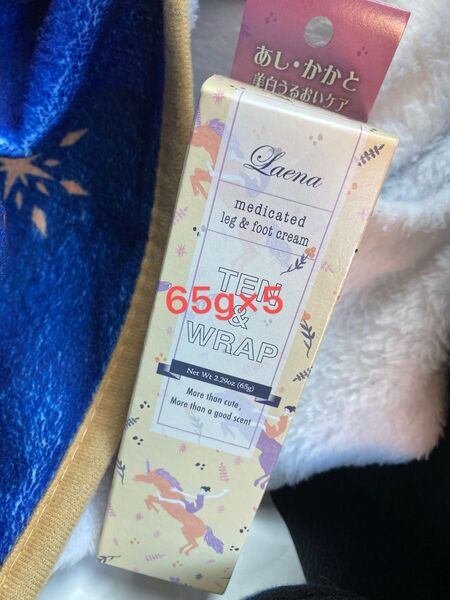 あし・かかと
美白うるおいケア
Laena
medicated
leg & foot cream
TEN
65g×5
&
WRAP
Net Wt 2.29oz (65g)
More than cute,
More than a good scent